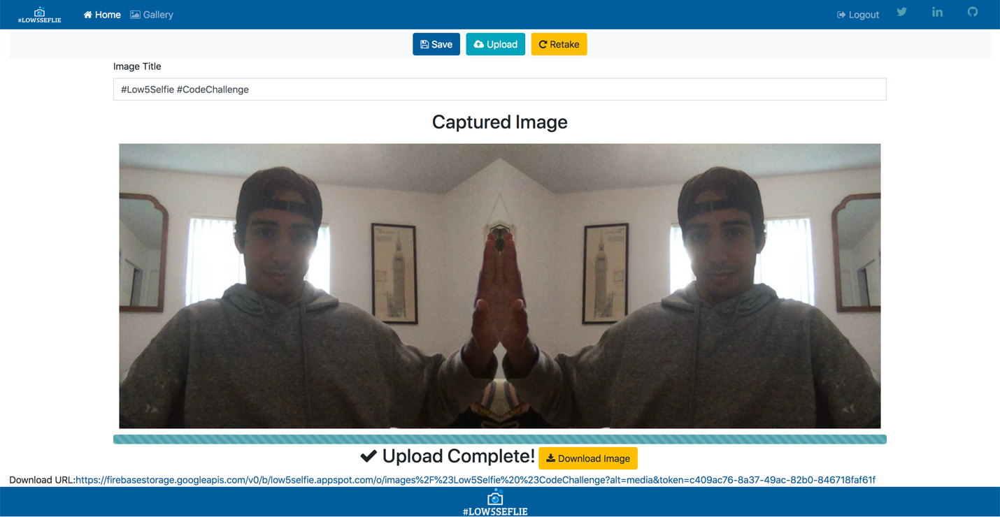 #LOW5SEFLIE Home Gallery Logout
Save Upload Retake
Image Title
#Low5Selfie #CodeChallenge
Captured Image
Upload Complete! Download Image
Download URL:https://firebasestorage.googleapis.com/v0/b/low5selfie.appspot.com/o/images%2F%23Low5Selfie%20%23CodeChallenge?alt=media&token=c409ac76-8a37-49ac-82b0-846718faf61f
#LOW5SEFLIE